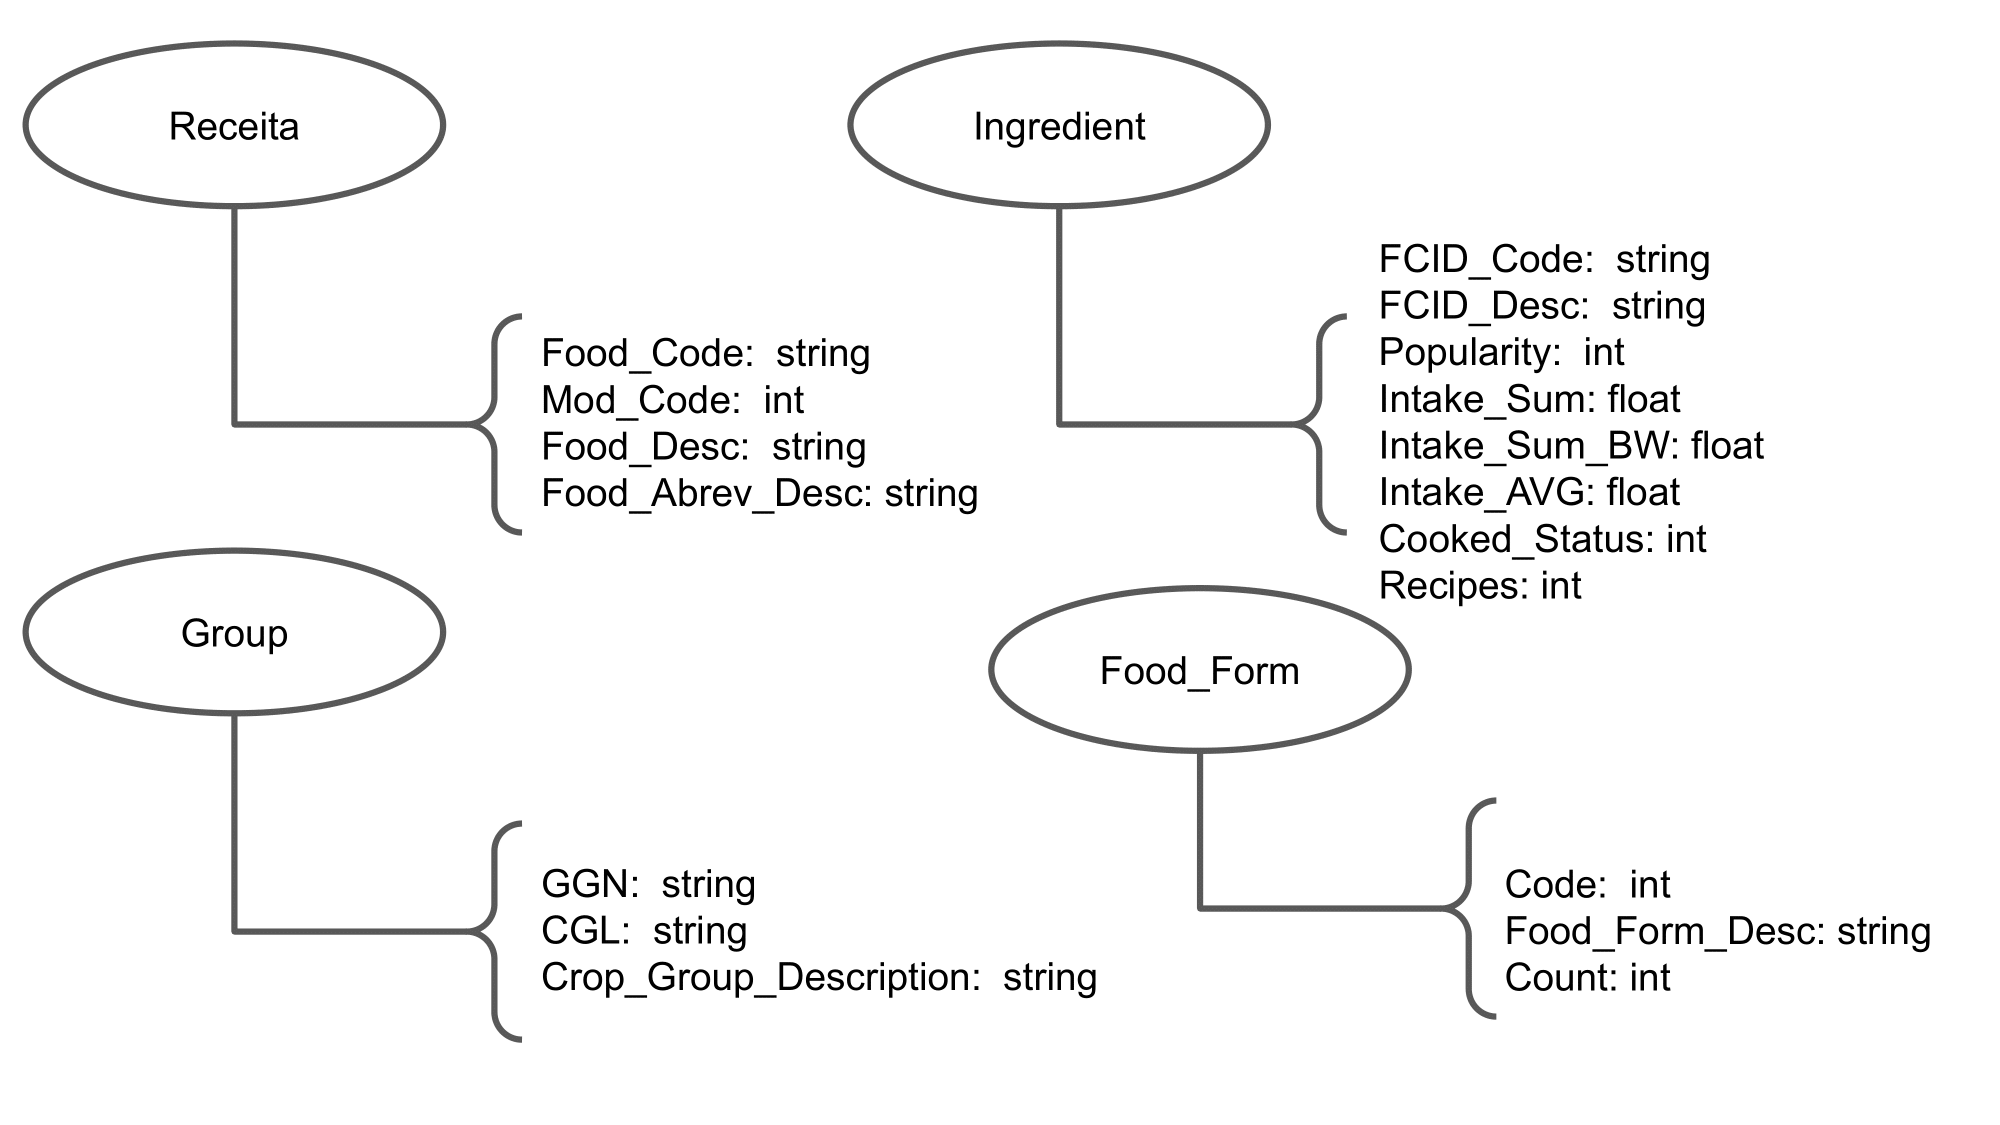 Receita
Food_Code:  string
Mod_Code:  int
Food_Desc:  string
Food_Abrev_Desc: string
Ingredient
FCID_Code:  string
FCID_Desc:  string
Popularity:  int
Intake_Sum: float
Intake_Sum_BW: float
Intake_AVG: float
Cooked_Status: int
Recipes: int
Group
GGN:  string
CGL:  string
Crop_Group_Description:  string
Food_Form
Code:  int
Food_Form_Desc: string
Count: int